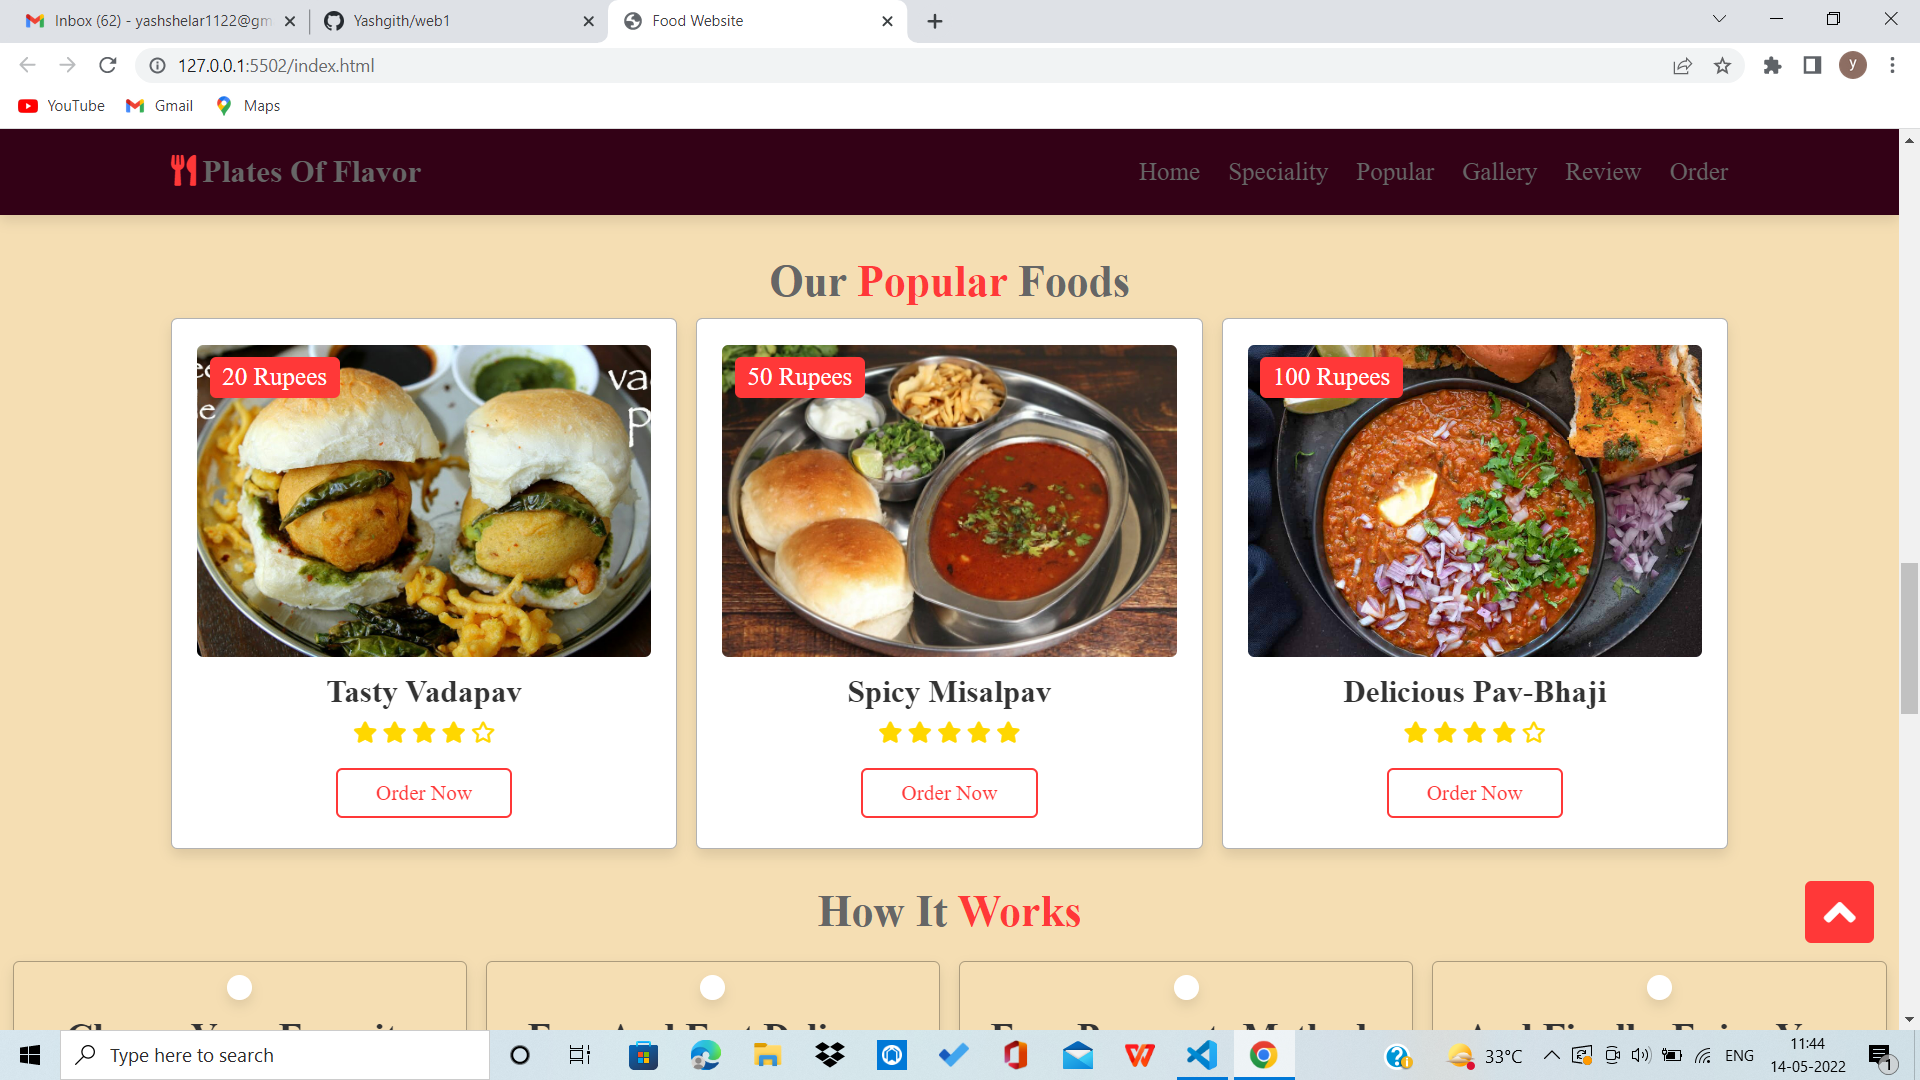 Inbox (62) - yashshelar1122@gm
Yashgith/web1
Food Website
127.0.0.1:5502/index.html
y
YouTube
Gmail
Maps
Plates Of Flavor
Home
Speciality
Popular
Gallery
Review
Order
Our Popular Foods
20 Rupees
50 Rupees
100 Rupees
va
p
Tasty Vadapav
Spicy Misalpav
Delicious Pav-Bhaji
Order Now
Order Now
Order Now
How It Works
Type here to search
33°C
ENG
11:44
14-05-2022
1